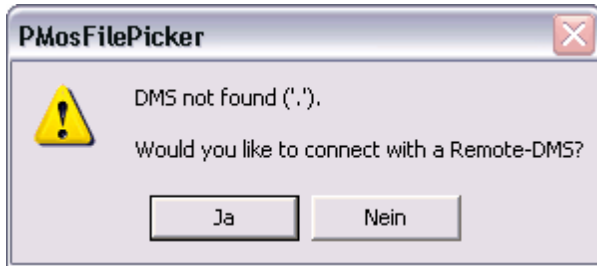 PMosFilePicker
DMS not found ('.').
Would you like to connect with a Remote-DMS?
Ja
Nein